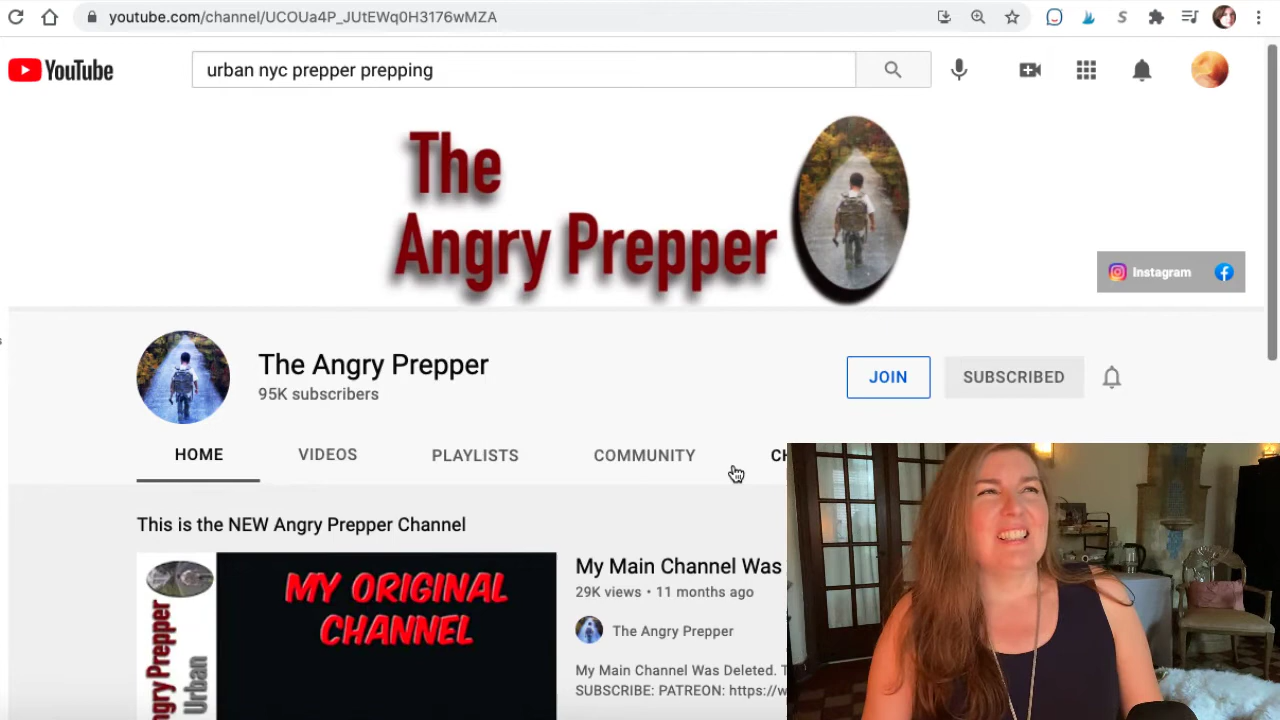 youtube.com/channel/UCOUa4P_JUtEWq0H3176wMZA
YouTube
urban nyc prepper prepping
The
Angry Prepper
Instagram
The Angry Prepper
95K subscribers
JOIN
SUBSCRIBED
HOME
VIDEOS
PLAYLISTS
COMMUNITY
CH
This is the NEW Angry Prepper Channel
MY ORIGINAL
CHANNEL
ngry Prepper
Urban
My Main Channel Was
29K views • 11 months ago
The Angry Prepper
My Main Channel Was Deleted. T
SUBSCRIBE: PATREON: https://w